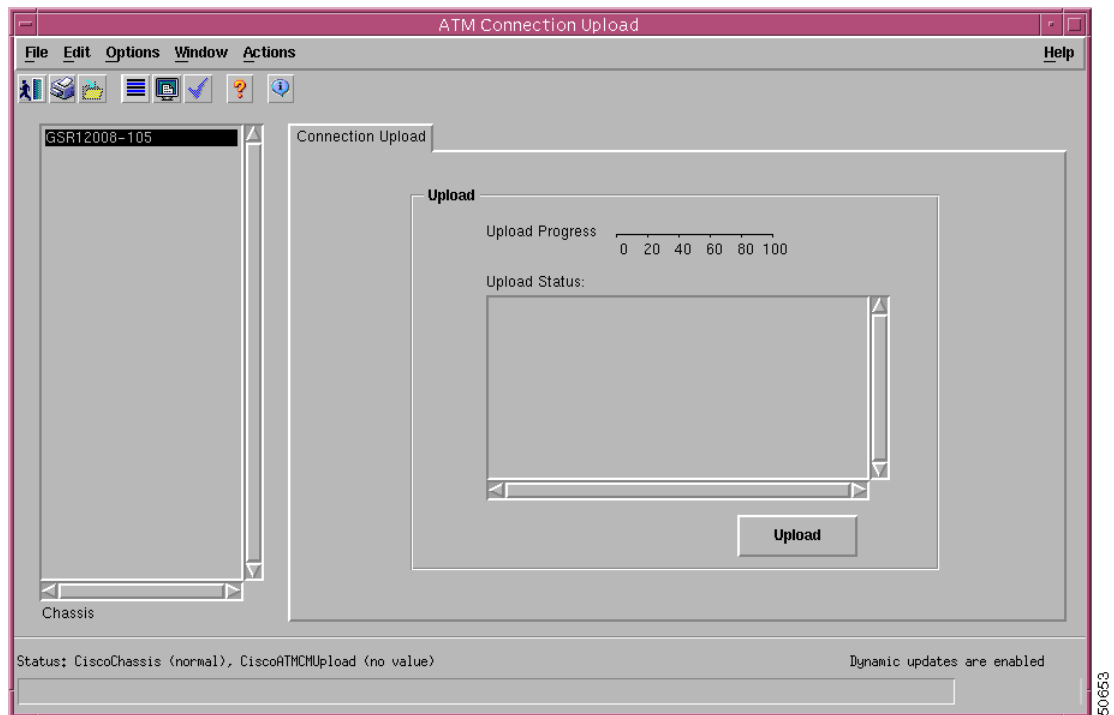 ATM Connection Upload
File Edit Options Window Actions Help
GSR12008-105
Connection Upload
Upload
Upload Progress
0 20 40 60 80 100
Upload Status:
Upload
Chassis
Status: CiscoChassis (normal), CiscoATMCMUpload (no value) Dynamic updates are enabled
50653